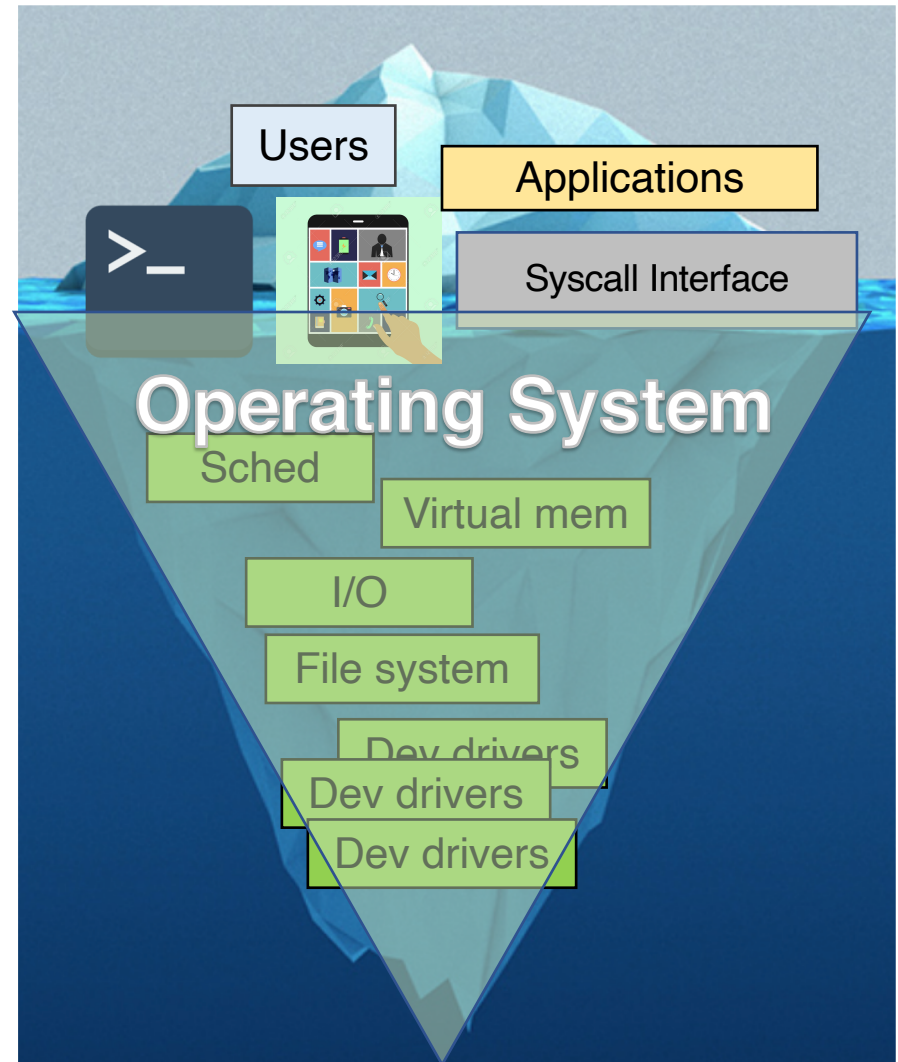 Users
Applications
>_
Syscall Interface
Operating System
Sched
Virtual mem
I/O
File system
Dev drivers
Dev drivers
Dev drivers